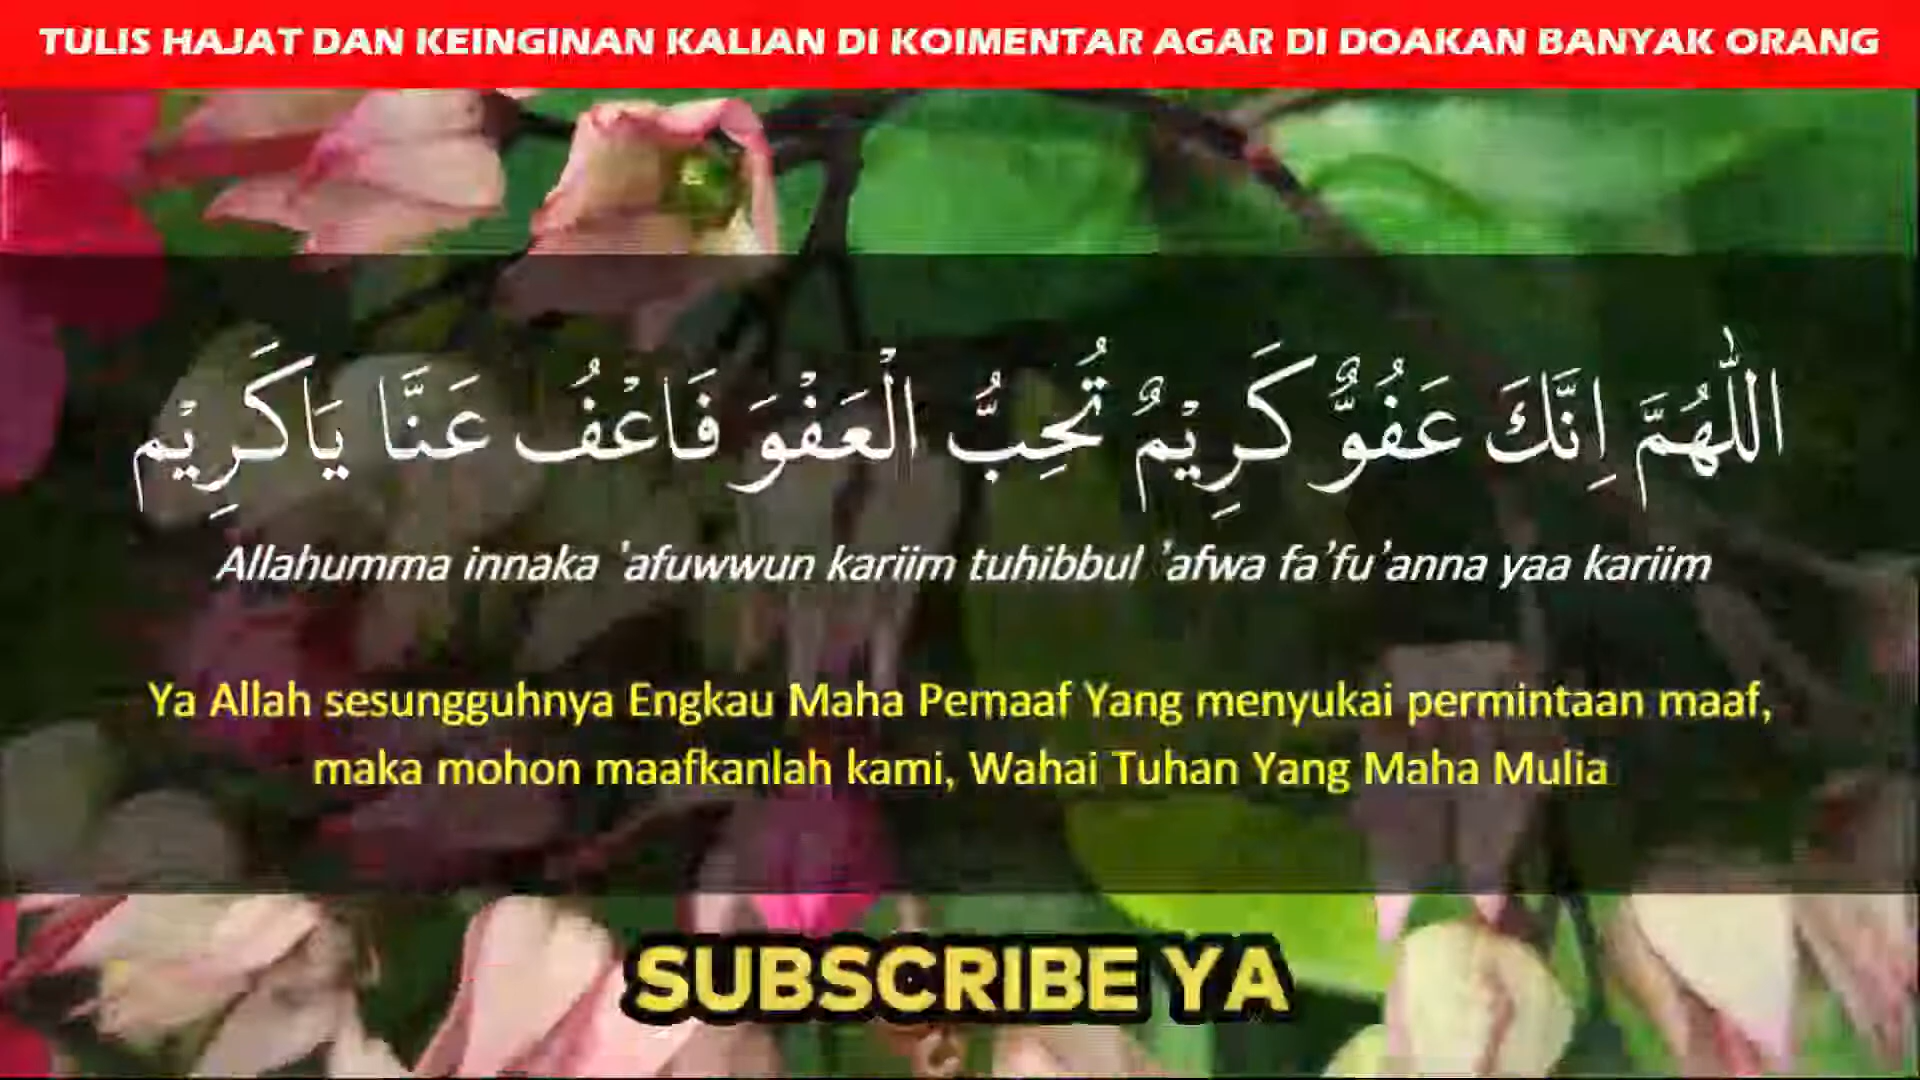 TULIS HAJAT DAN KEINGINAN KALIAN DI KOIMENTAR AGAR DI DOAKAN BANYAK ORANG
اللّٰهُمَّ اِنَّكَ عَفُوٌّ كَرِيْمٌ تُحِبُّ الْعَفْوَ فَاعْفُ عَنَّا يَاكَرِيْم
Allahumma innaka 'afuwwun kariim tuhibbul 'afwa fa'fu'anna yaa kariim
Ya Allah sesungguhnya Engkau Maha Pemaaf Yang menyukai permintaan maaf,
maka mohon maafkanlah kami, Wahai Tuhan Yang Maha Mulia
SUBSCRIBE YA